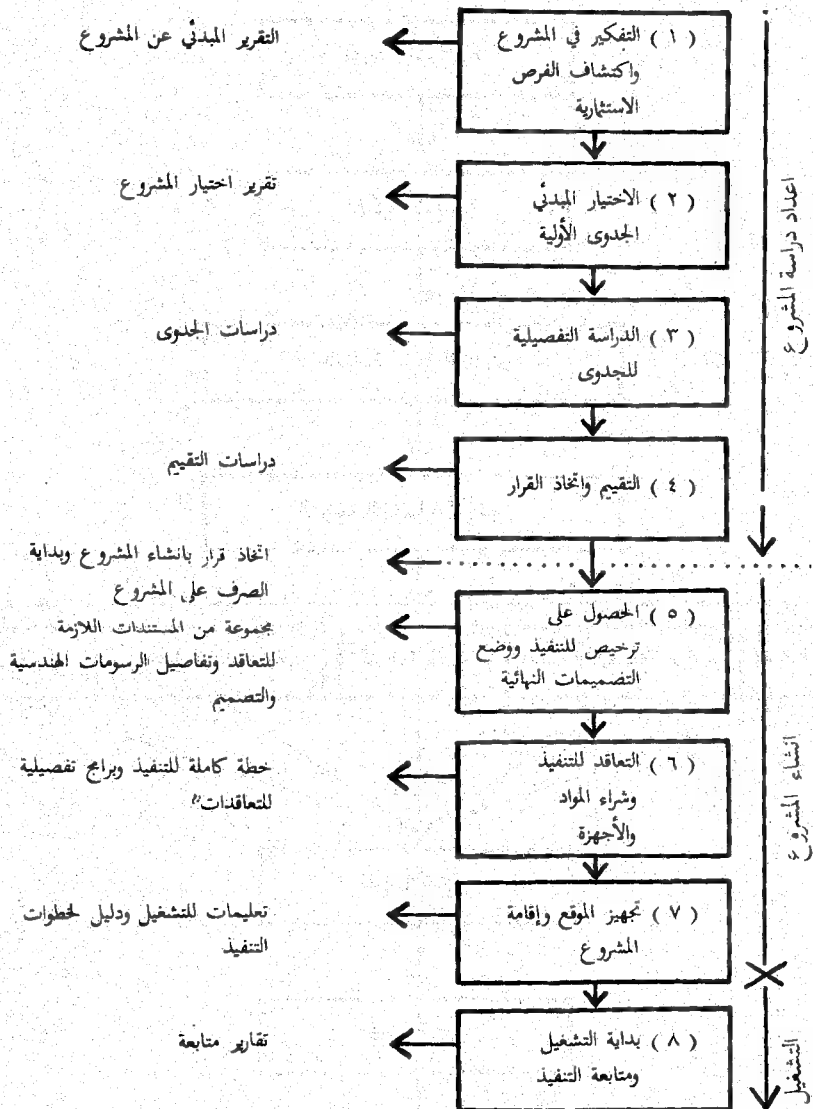 ( ١ ) التفكير في المشروع
واكتشاف الفرص
الاستثمارية
التقرير المبدئي عن المشروع
( ٢ ) الاختيار المبدئي
الجدوى الأولية
تقرير اختيار المشروع
( ٣ ) الدراسة التفصيلية
للجدوى
دراسات الجدوى
( ٤ ) التقييم واتخاذ القرار
دراسات التقييم
اعداد دراسة المشروع
اتخاذ قرار بانشاء المشروع وبداية
الصرف على المشروع
( ٥ ) الحصول على
ترخيص للتنفيذ ووضع
التصميمات النهائية
مجموعة من المستندات اللازمة
للتعاقد وتفاصيل الرسومات الهندسية
والتصميم
( ٦ ) التعاقد للتنفيذ
وشراء المواد
والأجهزة
خطة كاملة للتنفيذ وبرامج تفصيلية
للتعاقدات
( ٧ ) تجهيز الموقع وإقامة
المشروع
تعليمات للتشغيل ودليل لخطوات
التنفيذ
انشاء المشروع
( ٨ ) بداية التشغيل
ومتابعة التنفيذ
تقارير متابعة
التشغيل